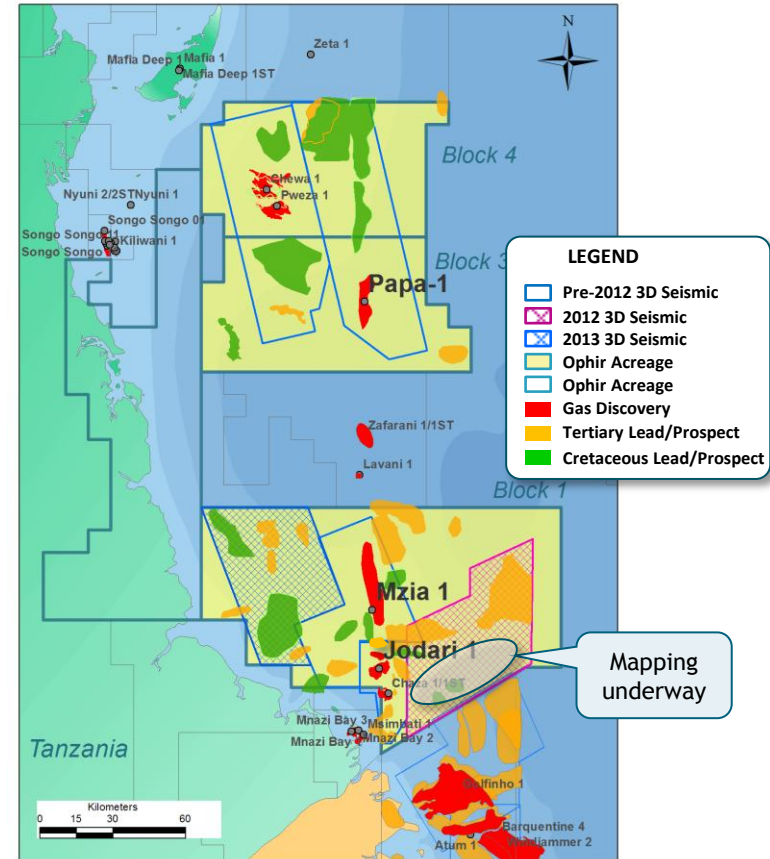 N
Zeta 1
Mafia Deep 1
Mafia 1
Mafia Deep 1ST
Block 4
Chewa 1
Pweza 1
Nyuni 2/2STNyuni 1
Songo Songo 01
Kiliwani 1
Songo Songo
Block 3
Papa-1
LEGEND
Pre-2012 3D Seismic
2012 3D Seismic
2013 3D Seismic
Ophir Acreage
Ophir Acreage
Gas Discovery
Tertiary Lead/Prospect
Cretaceous Lead/Prospect
Zafarani 1/1ST
Lavani 1
Block 1
Mzia 1
Jodari 1
Chaza 1/1ST
Mapping
underway
Mnazi Bay 3
Msimbati 1
Mnazi Bay
Mnazi Bay 2
Tanzania
Golfinho 1
Barquentine 4
Atum 1
Windjammer 2
Kilometers
0 15 30 60